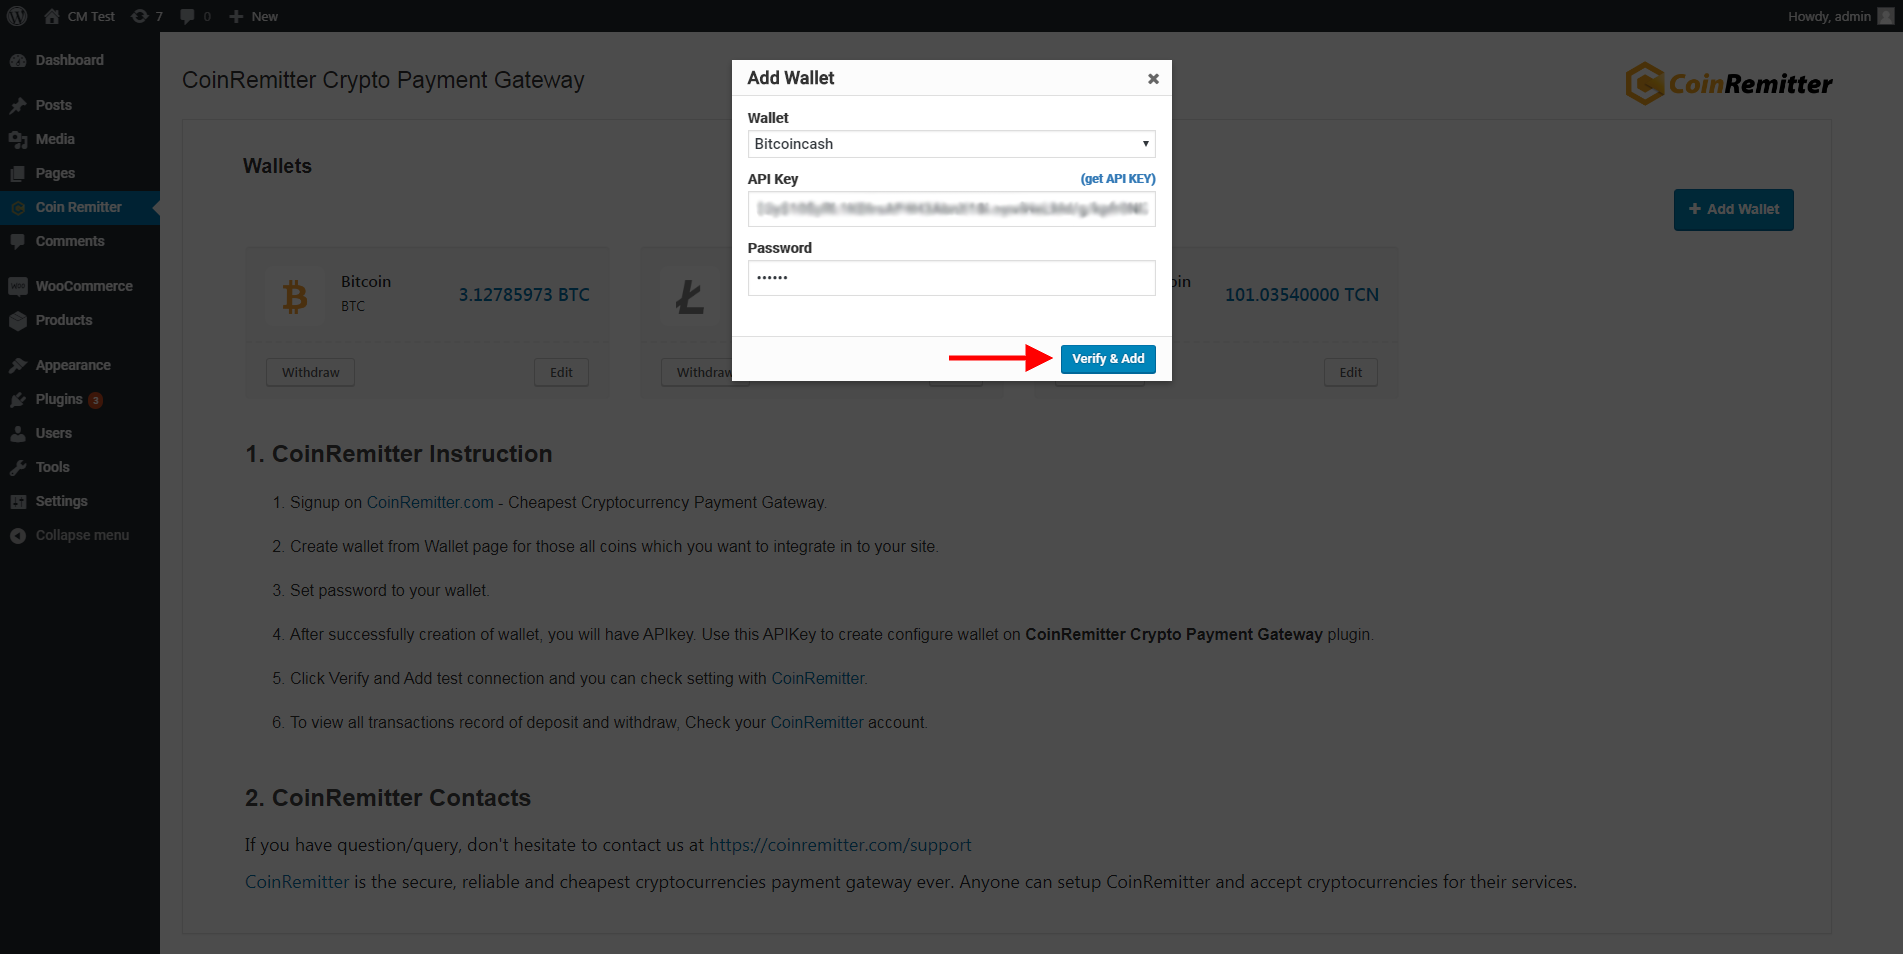 CM Test 7 0 New Howdy, admin
Dashboard
Posts
Media
Pages
Coin Remitter
Comments
WooCommerce
Products
Appearance
Plugins 3
Users
Tools
Settings
Collapse menu
CoinRemitter Crypto Payment Gateway
CoinRemitter
Wallets
+ Add Wallet
Bitcoin
BTC
3.12785973 BTC
Withdraw Edit
101.03540000 TCN
Edit
Add Wallet
Wallet
Bitcoincash
API Key (get API KEY)
Password
••••••
Verify & Add
1. CoinRemitter Instruction
1. Signup on CoinRemitter.com - Cheapest Cryptocurrency Payment Gateway.
2. Create wallet from Wallet page for those all coins which you want to integrate in to your site.
3. Set password to your wallet.
4. After successfully creation of wallet, you will have APIkey. Use this APIKey to create configure wallet on CoinRemitter Crypto Payment Gateway plugin.
5. Click Verify and Add test connection and you can check setting with CoinRemitter.
6. To view all transactions record of deposit and withdraw, Check your CoinRemitter account.
2. CoinRemitter Contacts
If you have question/query, don't hesitate to contact us at https://coinremitter.com/support
CoinRemitter is the secure, reliable and cheapest cryptocurrencies payment gateway ever. Anyone can setup CoinRemitter and accept cryptocurrencies for their services.